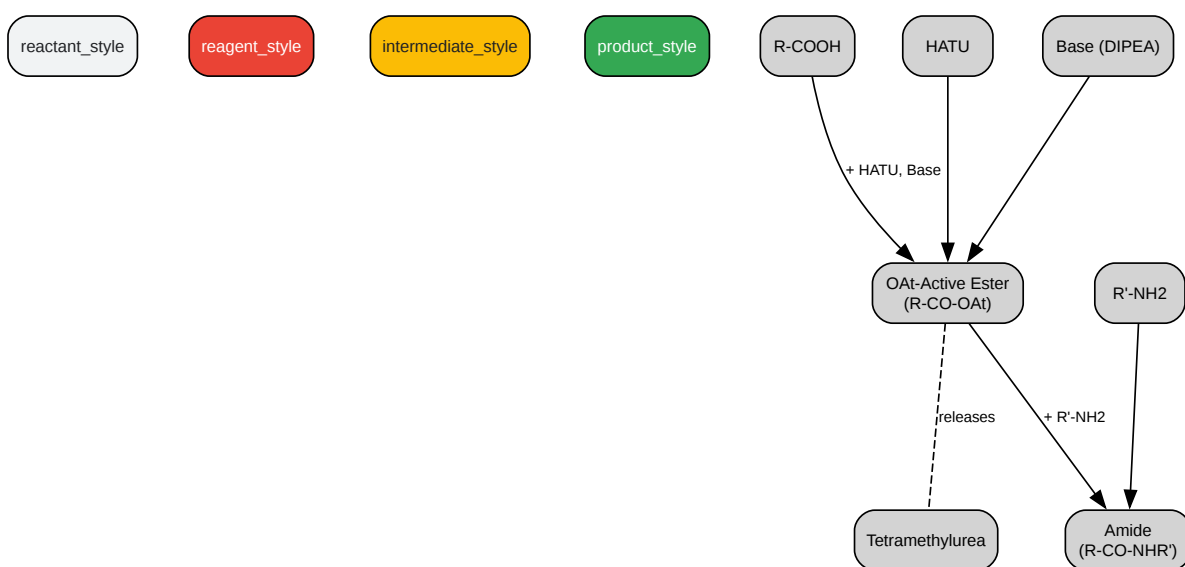 reactant_style
reagent_style
intermediate_style
product_style
R-COOH
HATU
Base (DIPEA)
+ HATU, Base
OAt-Active Ester
(R-CO-OAt)
R'-NH2
releases
+ R'-NH2
Tetramethylurea
Amide
(R-CO-NHR')